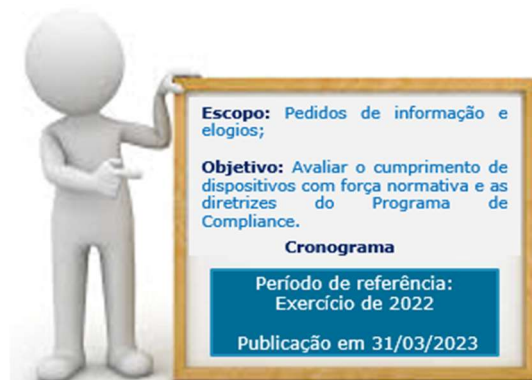 Escopo: Pedidos de informação e
elogios;
Objetivo: Avaliar o cumprimento de
dispositivos com força normativa e as
diretrizes do Programa de
Compliance.
Cronograma
Período de referência:
Exercício de 2022
Publicação em 31/03/2023